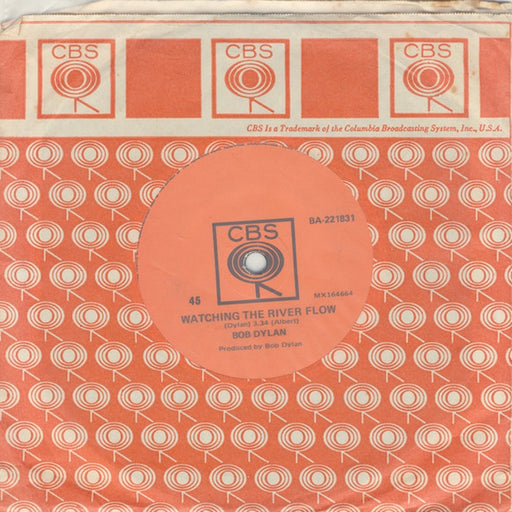 CBS CBS CBS
CBS Is a Trademark of the Columbia Broadcasting System, Inc., U.S.A.
CBS
BA-221831
45
MX164664
WATCHING THE RIVER FLOW
(Dylan) 3.34 (Albert)
BOB DYLAN
Produced by Bob Dylan